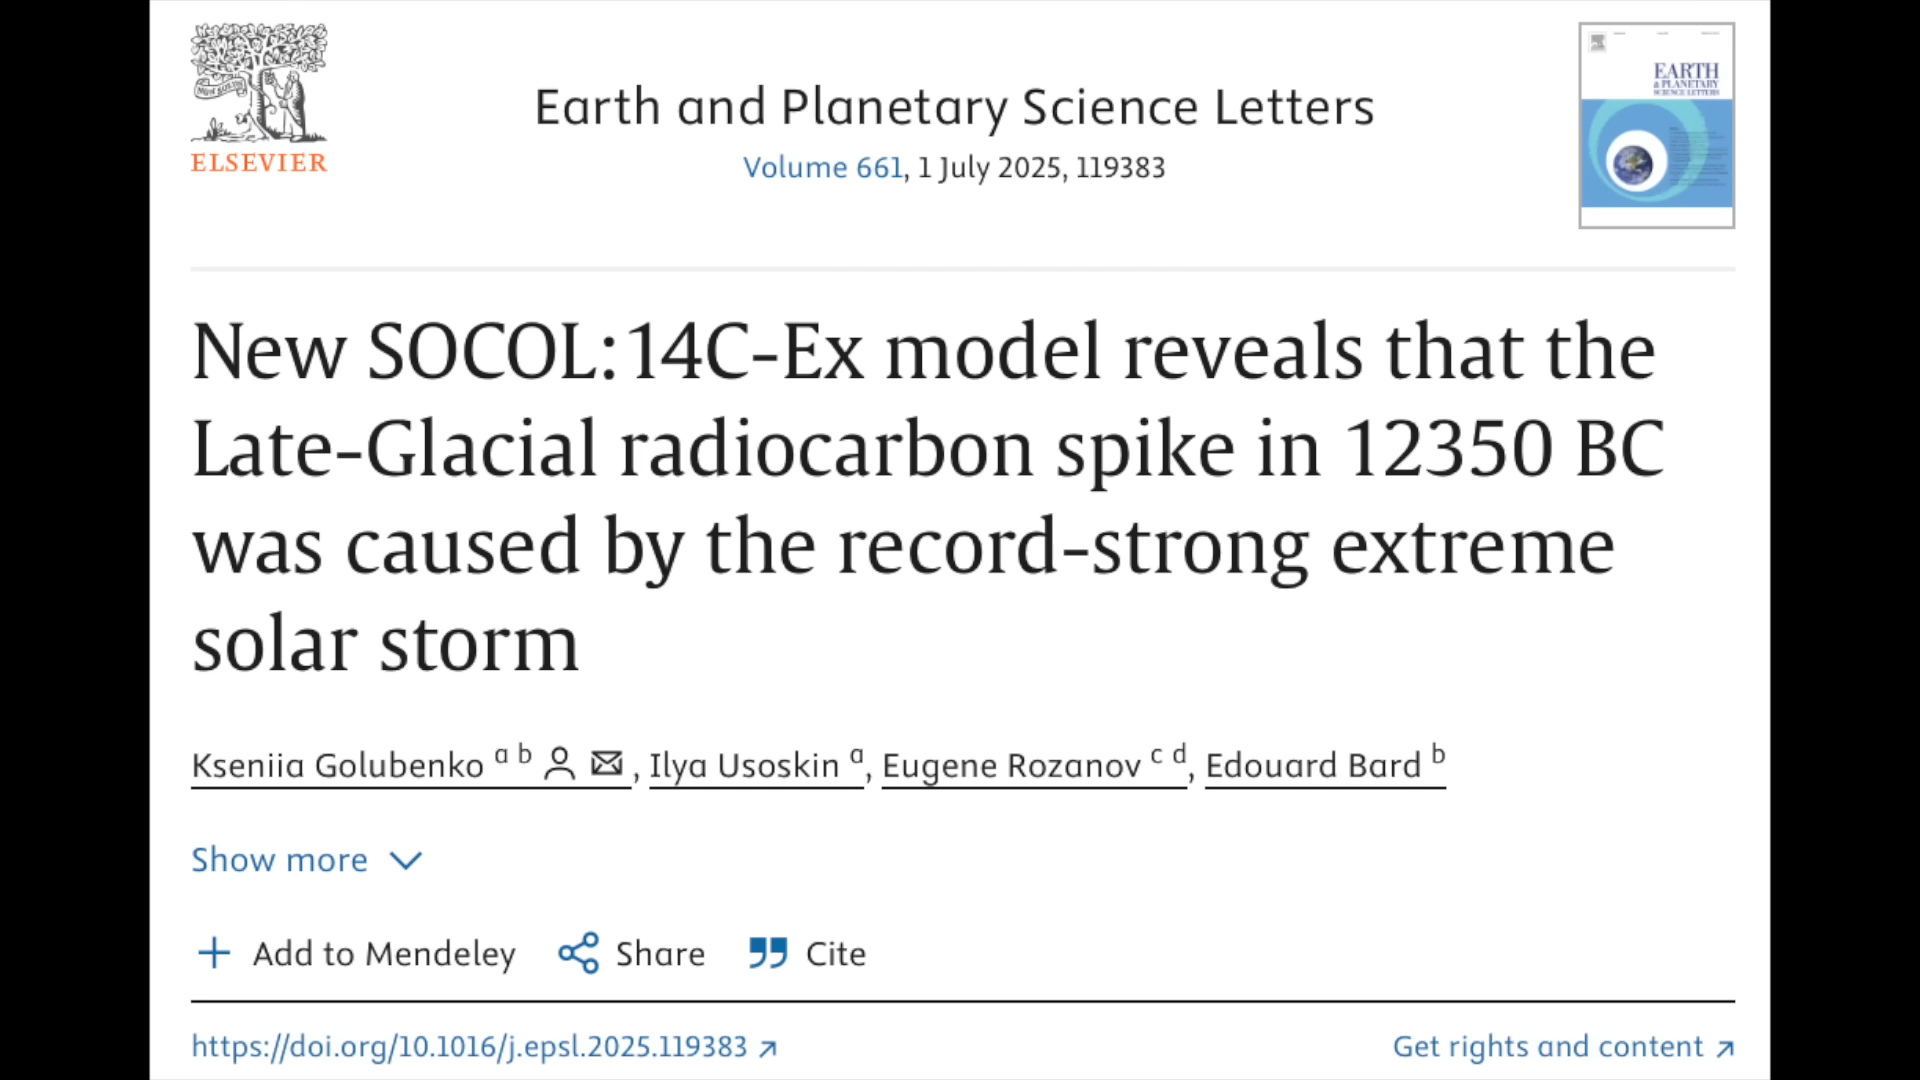 ELSEVIER
Earth and Planetary Science Letters
Volume 661, 1 July 2025, 119383
EARTH
& PLANETARY
SCIENCE LETTERS
New SOCOL:14C-Ex model reveals that the
Late-Glacial radiocarbon spike in 12350 BC
was caused by the record-strong extreme
solar storm
Kseniia Golubenko a b, Ilya Usoskin a, Eugene Rozanov c d, Edouard Bard b
Show more
Add to Mendeley Share Cite
https://doi.org/10.1016/j.epsl.2025.119383 Get rights and content